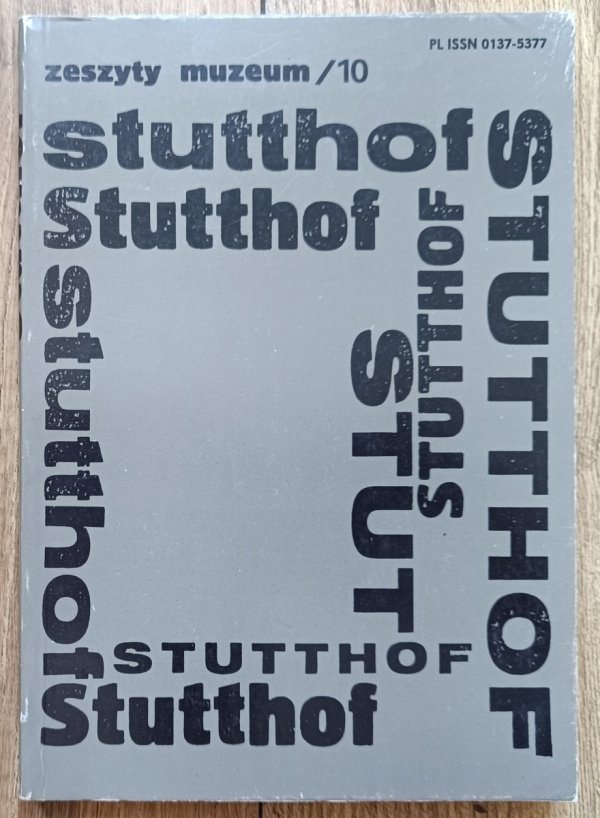 PL ISSN 0137-5377
zeszyty muzeum/10
stutthof
Stutthof
stutthof
STUT
STUTTHOF
STUTTHOF
STUTTHOF
Stutthof